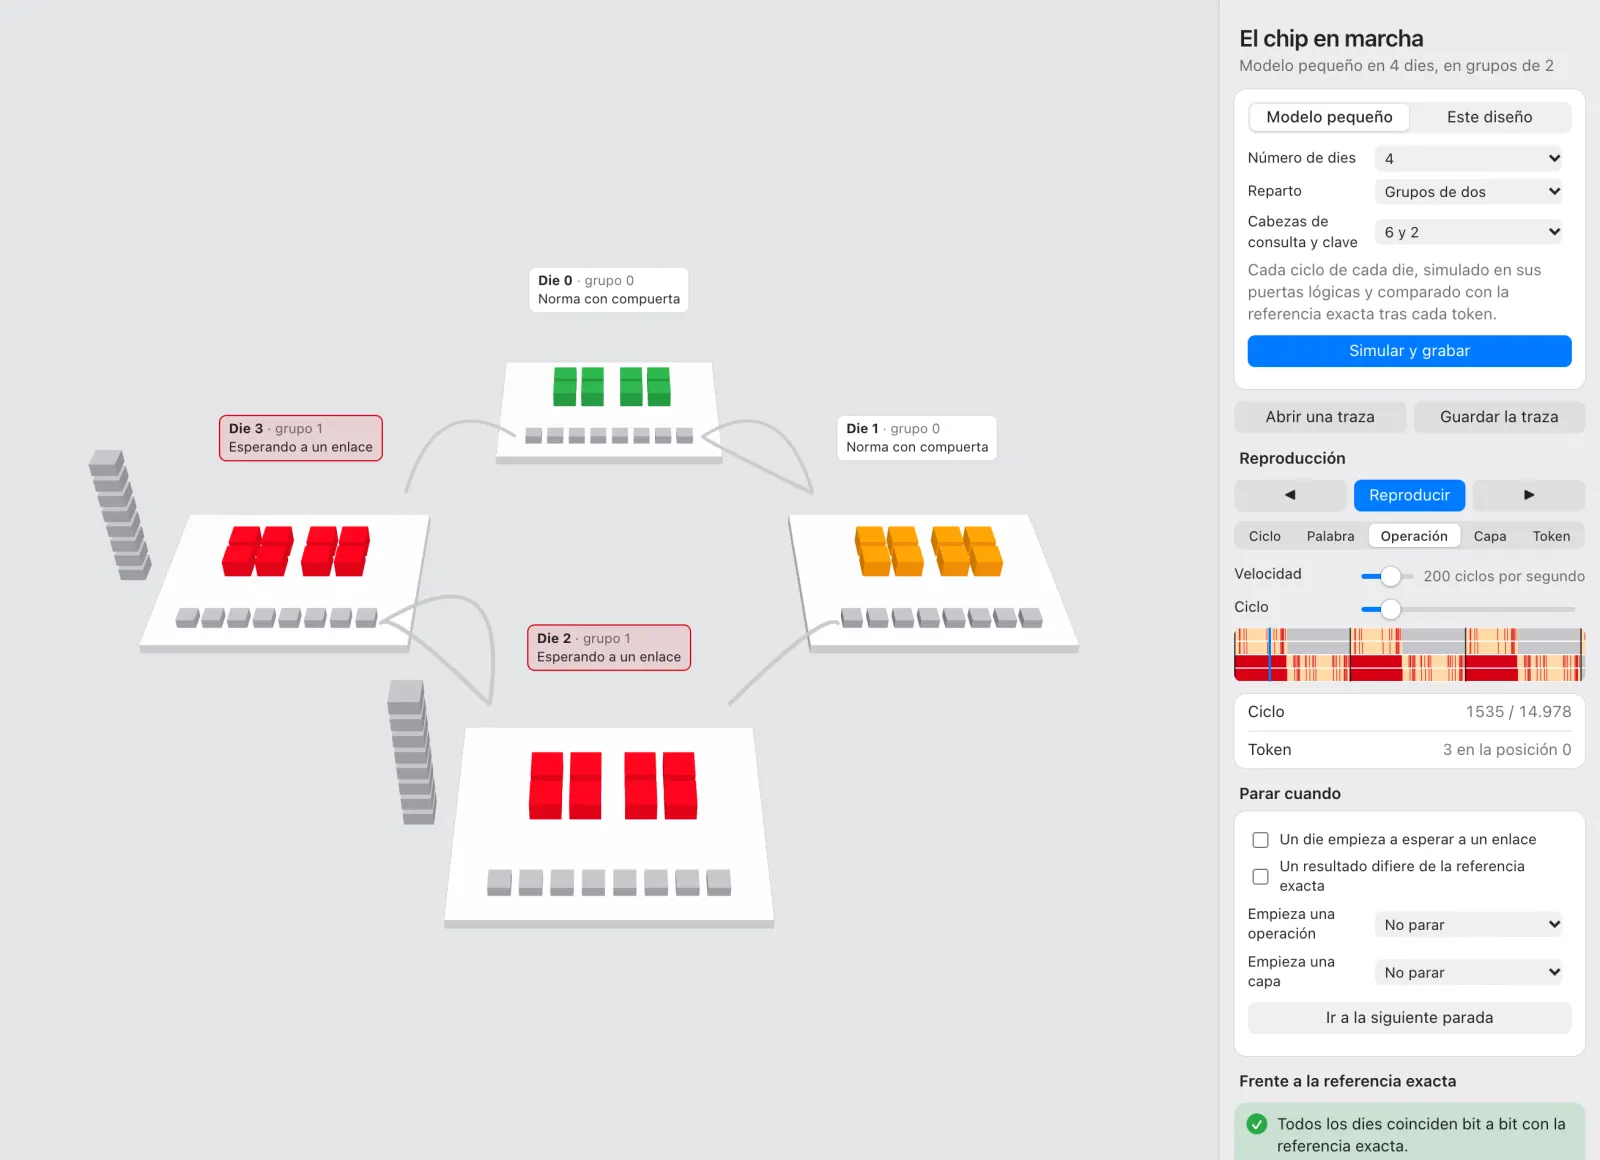 El chip en marcha
Modelo pequeño en 4 dies, en grupos de 2
Modelo pequeño
Este diseño
Número de dies
4
Reparto
Grupos de dos
Cabezas de
consulta y clave
6 y 2
Cada ciclo de cada die, simulado en sus
puertas lógicas y comparado con la
referencia exacta tras cada token.
Simular y grabar
Abrir una traza
Guardar la traza
Reproducción
◀
Reproducir
▶
Ciclo
Palabra
Operación
Capa
Token
Velocidad
200 ciclos por segundo
Ciclo
Ciclo
1535 / 14.978
Token
3 en la posición 0
Parar cuando
Un die empieza a esperar a un enlace
Un resultado difiere de la referencia
exacta
Empieza una
operación
No parar
Empieza una
capa
No parar
Ir a la siguiente parada
Frente a la referencia exacta
Todos los dies coinciden bit a bit con la
referencia exacta.
Die 0 · grupo 0
Norma con compuerta
Die 3 · grupo 1
Esperando a un enlace
Die 1 · grupo 0
Norma con compuerta
Die 2 · grupo 1
Esperando a un enlace